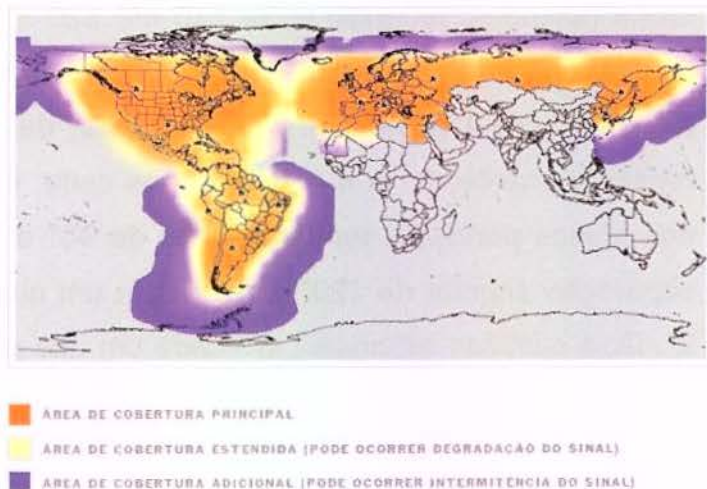 ÁREA DE COBERTURA PRINCIPAL
ÁREA DE COBERTURA ESTENDIDA (PODE OCORRER DEGRADAÇÃO DO SINAL)
ÁREA DE COBERTURA ADICIONAL (PODE OCORRER INTERMITÊNCIA DO SINAL)